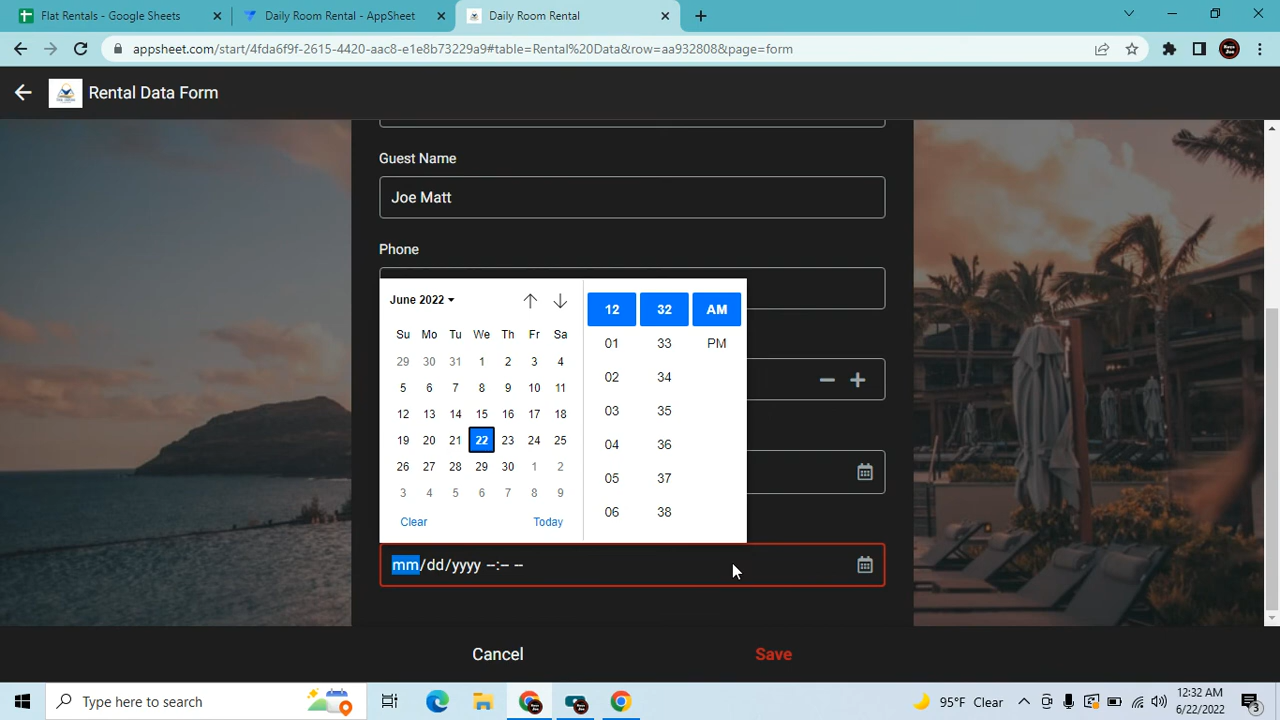 Flat Rentals - Google Sheets
Daily Room Rental - AppSheet
Daily Room Rental
appsheet.com/start/4fda6f9f-2615-4420-aac8-e1e8b73229a9#table=Rental%20Data&row=aa932808&page=form
Rental Data Form
Guest Name
Joe Matt
Phone
June 2022
Su Mo Tu We Th Fr Sa
29 30 31 1 2 3 4
5 6 7 8 9 10 11
12 13 14 15 16 17 18
19 20 21 22 23 24 25
26 27 28 29 30 1 2
3 4 5 6 7 8 9
Clear Today
12 32 AM
01 33 PM
02 34
03 35
04 36
05 37
06 38
mm/dd/yyyy --:-- --
Cancel Save
Type here to search
95°F Clear
12:32 AM
6/22/2022
3